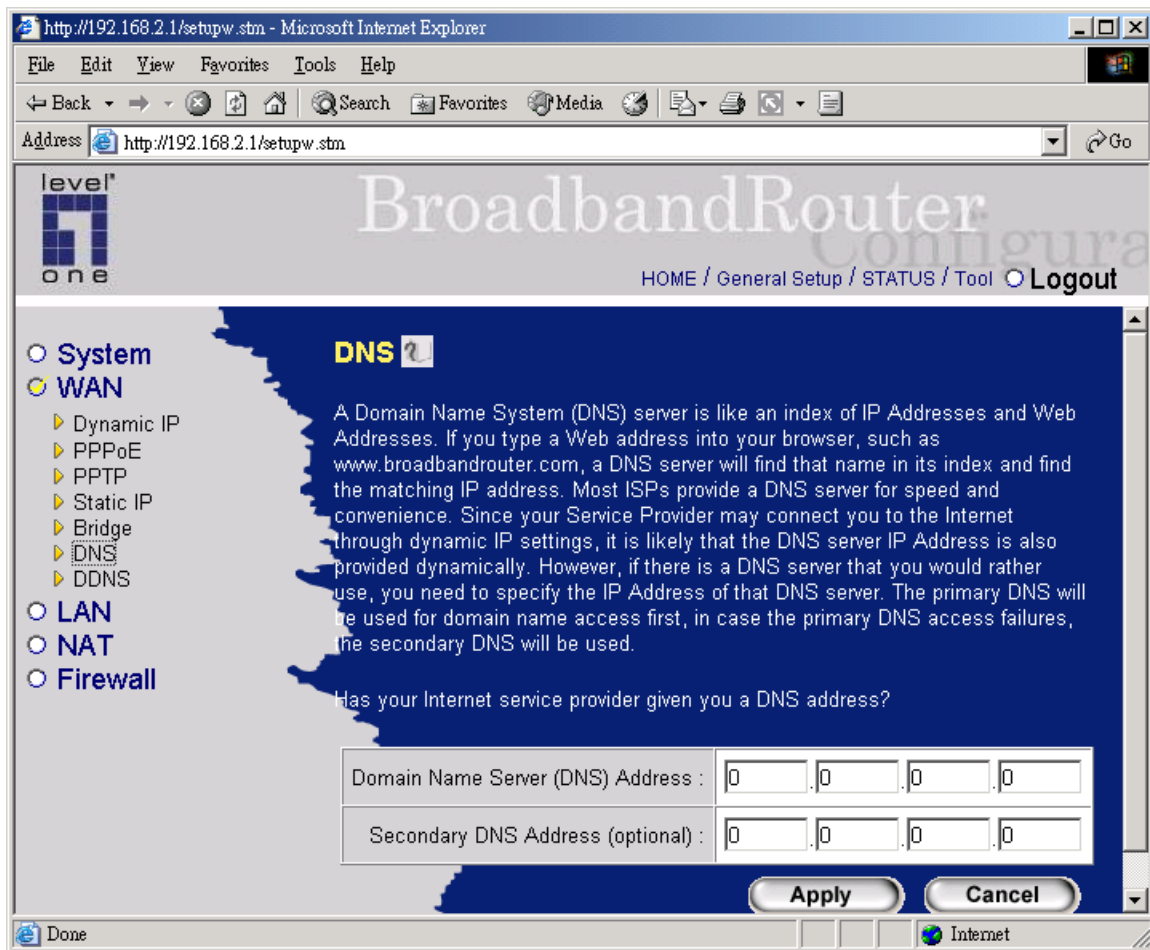 http://192.168.2.1/setupw.stm - Microsoft Internet Explorer
File Edit View Favorites Tools Help
Back Search Favorites Media
Address http://192.168.2.1/setupw.stm Go
level
one
BroadbandRouter
Configura
HOME / General Setup / STATUS / Tool Logout
System
WAN
Dynamic IP
PPPoE
PPTP
Static IP
Bridge
DNS
DDNS
LAN
NAT
Firewall
DNS
A Domain Name System (DNS) server is like an index of IP Addresses and Web
Addresses. If you type a Web address into your browser, such as
www.broadbandrouter.com, a DNS server will find that name in its index and find
the matching IP address. Most ISPs provide a DNS server for speed and
convenience. Since your Service Provider may connect you to the Internet
through dynamic IP settings, it is likely that the DNS server IP Address is also
provided dynamically. However, if there is a DNS server that you would rather
use, you need to specify the IP Address of that DNS server. The primary DNS will
be used for domain name access first, in case the primary DNS access failures,
the secondary DNS will be used.
Has your Internet service provider given you a DNS address?
Domain Name Server (DNS) Address : 0 . 0 . 0 . 0
Secondary DNS Address (optional) : 0 . 0 . 0 . 0
Apply Cancel
Done Internet